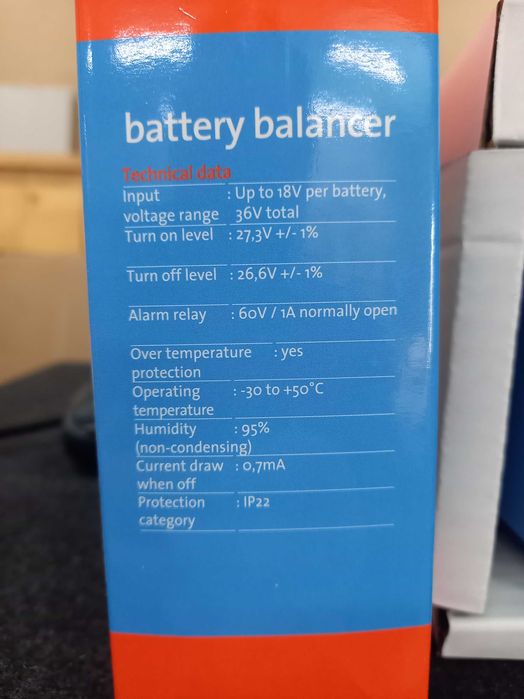 battery balancer
Technical data
Input : Up to 18V per battery,
voltage range 36V total
Turn on level : 27,3V +/- 1%
Turn off level : 26,6V +/- 1%
Alarm relay : 60V / 1A normally open
Over temperature : yes
protection
Operating : -30 to +50°C
temperature
Humidity : 95%
(non-condensing)
Current draw : 0,7mA
when off
Protection : IP22
category